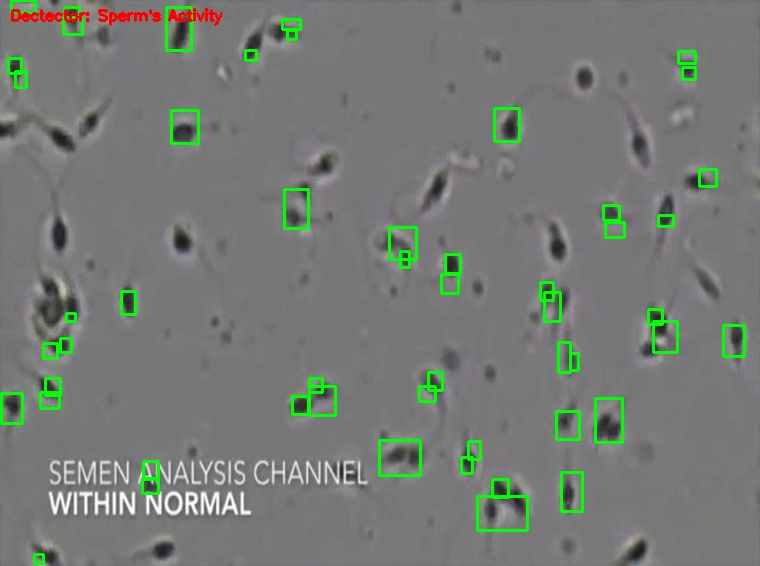 Dectector: Sperm's Activity
SEMEN ANALYSIS CHANNEL
WITHIN NORMAL